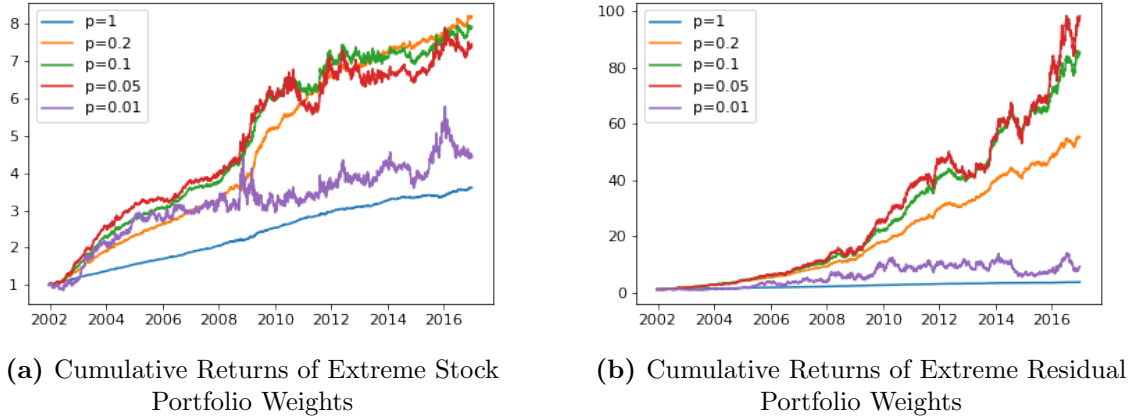 8
7
6
5
4
3
2
1
p=1
p=0.2
p=0.1
p=0.05
p=0.01
2002 2004 2006 2008 2010 2012 2014 2016
(a) Cumulative Returns of Extreme Stock
Portfolio Weights
100
80
60
40
20
0
p=1
p=0.2
p=0.1
p=0.05
p=0.01
2002 2004 2006 2008 2010 2012 2014 2016
(b) Cumulative Returns of Extreme Residual
Portfolio Weights